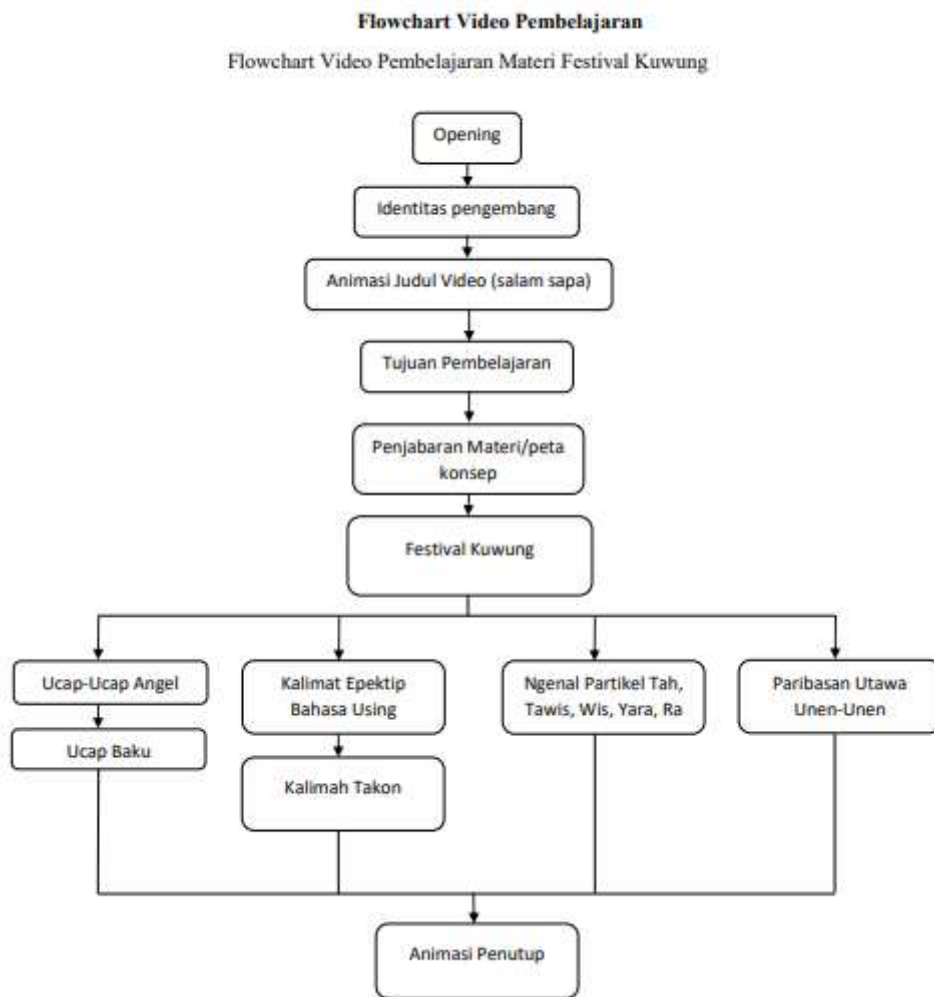 Flowchart Video Pembelajaran
Flowchart Video Pembelajaran Materi Festival Kuwung
Opening
Identitas pengembang
Animasi Judul Video (salam sapa)
Tujuan Pembelajaran
Penjabaran Materi/peta
konsep
Festival Kuwung
Ucap-Ucap Angel
Ucap Baku
Kalimat Epektip
Bahasa Using
Kalimah Takon
Ngenal Partikel Tah,
Tawis, Wis, Yara, Ra
Paribasan Utawa
Unen-Unen
Animasi Penutup